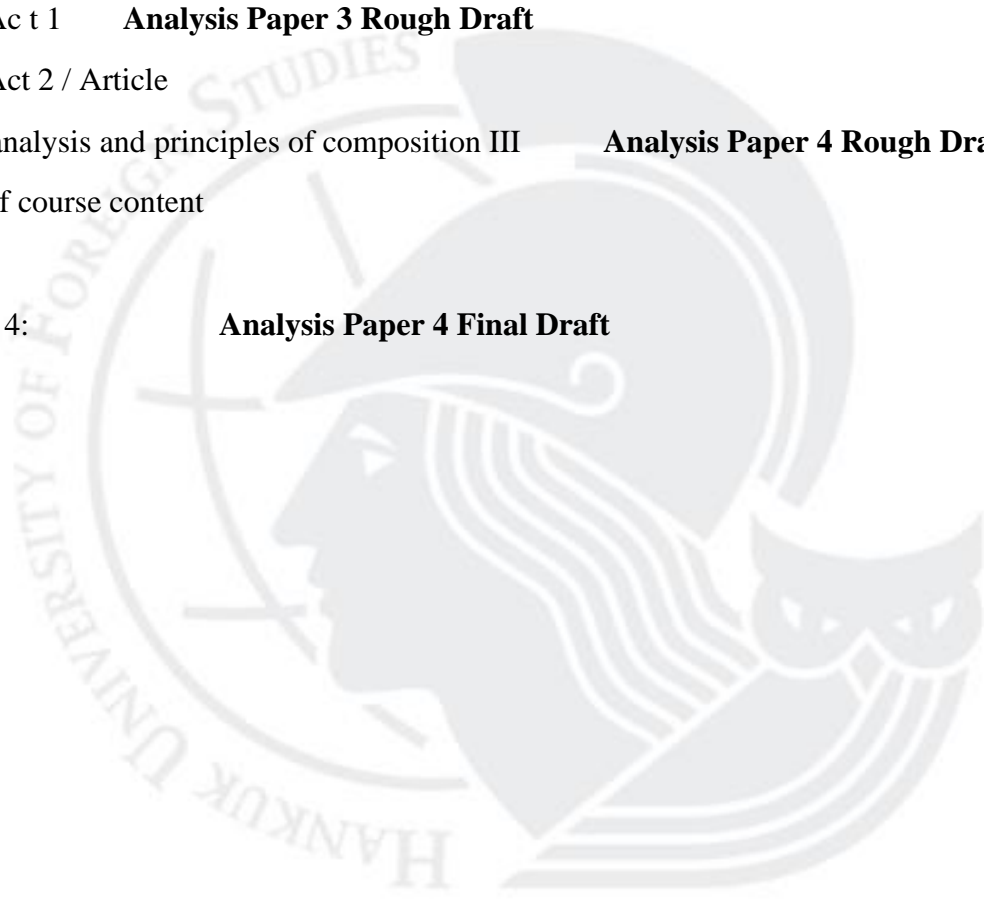 Ac t 1 Analysis Paper 3 Rough Draft
Act 2 / Article
analysis and principles of composition III Analysis Paper 4 Rough
of course content
4: Analysis Paper 4 Final Draft
HANKUK UNIVERSITY OF FOREIGN STUDIES